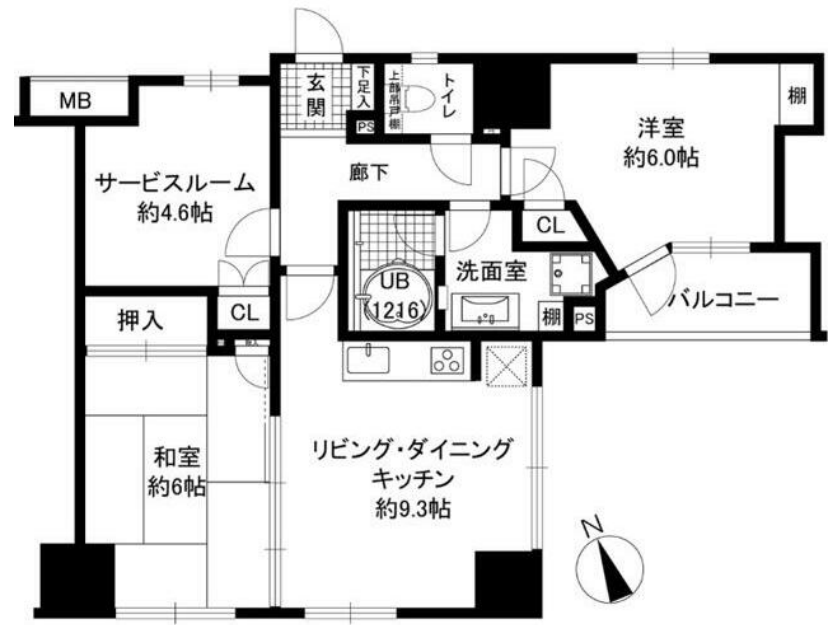 MB
サービスルーム
約4.6帖
玄関
下足入
PS
上部吊戸棚
トイレ
洋室
約6.0帖
棚
廊下
CL
UB
(1216)
洗面室
棚
PS
バルコニー
CL
押入
和室
約6帖
リビング・ダイニング
キッチン
約9.3帖
N